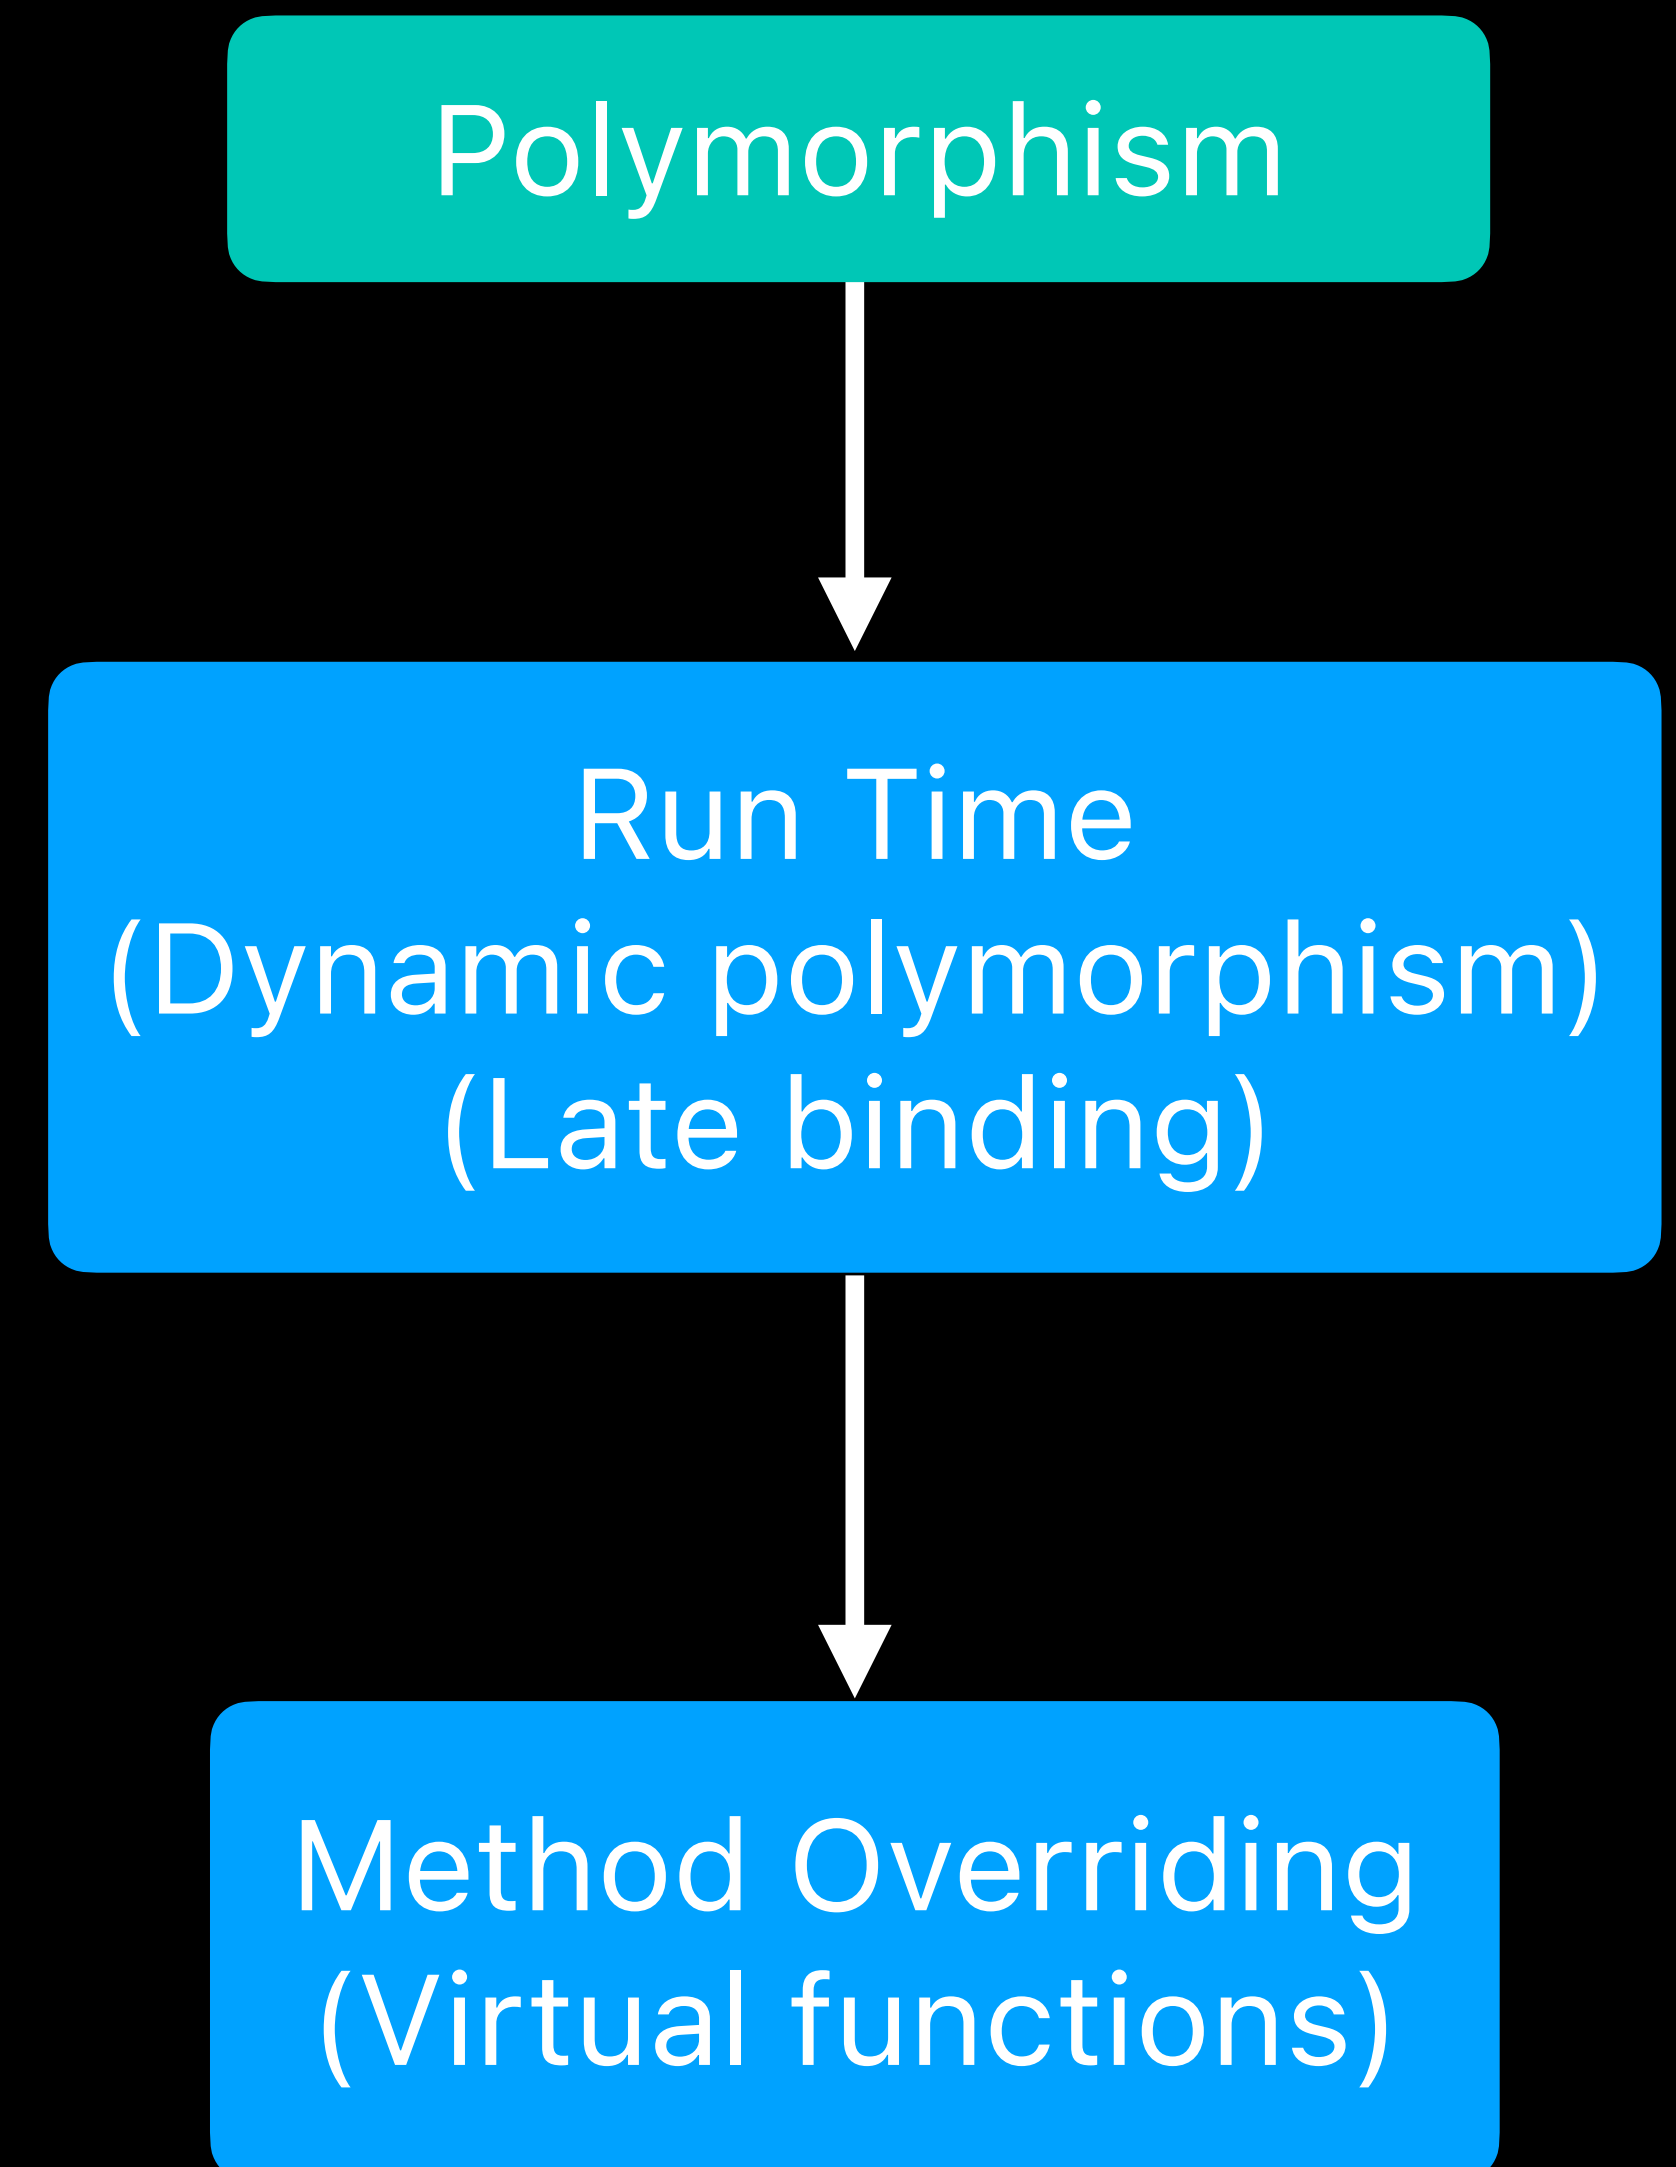 Polymorphism
Run Time
(Dynamic polymorphism)
(Late binding)
Method Overriding
(Virtual functions)